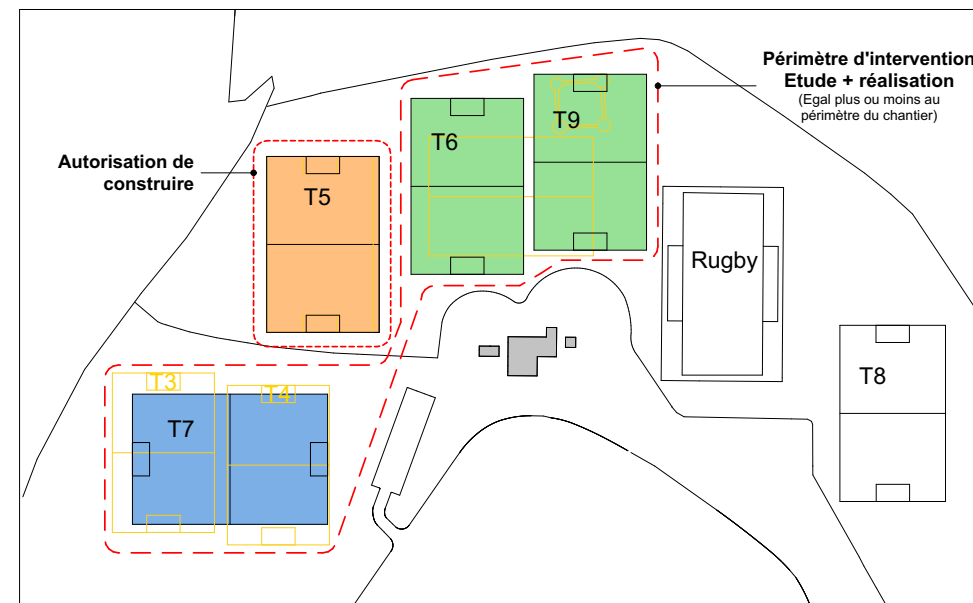 Périmètre d'intervention
Etude + réalisation
(Egal plus ou moins au
périmètre du chantier)
Autorisation de
construire
T9
T6
T5
Rugby
T8
T3
T4
T7